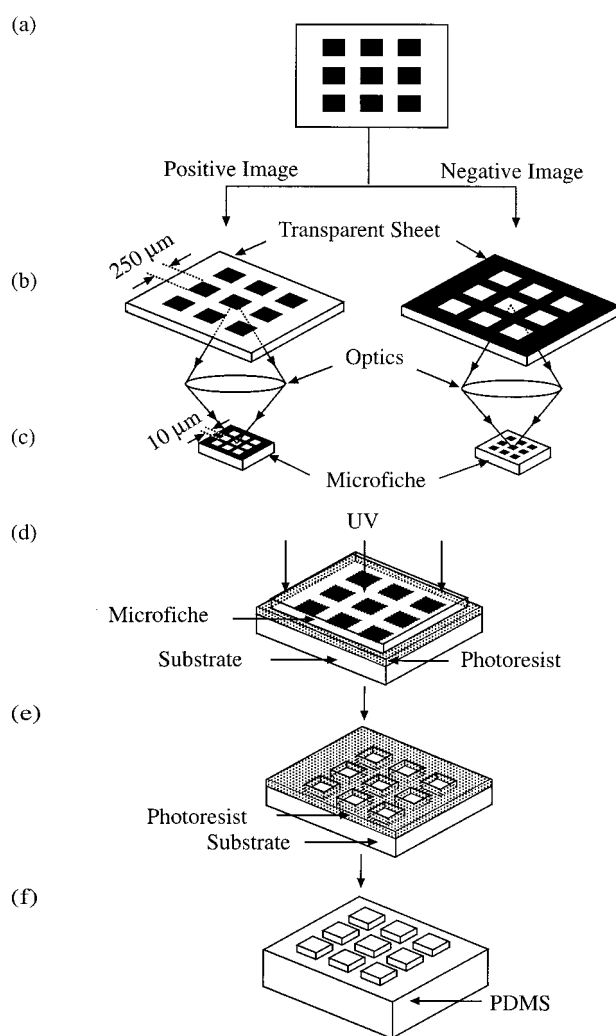 (a)
Positive Image
Negative Image
Transparent Sheet
250 μm
(b)
Optics
10 μm
(c)
Microfiche
(d)
UV
Microfiche
Substrate
Photoresist
(e)
Photoresist
Substrate
(f)
PDMS